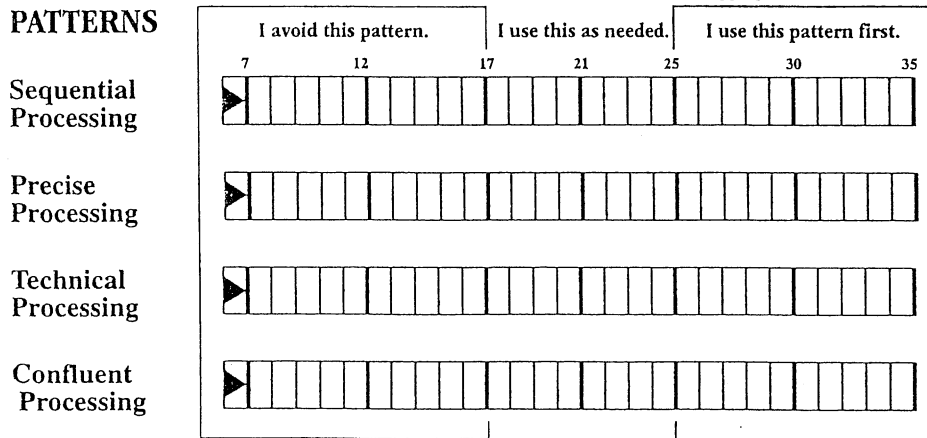 PATTERNS
I avoid this pattern. I use this as needed. I use this pattern first.
7 12 17 21 25 30 35
Sequential
Processing
Precise
Processing
Technical
Processing
Confluent
Processing